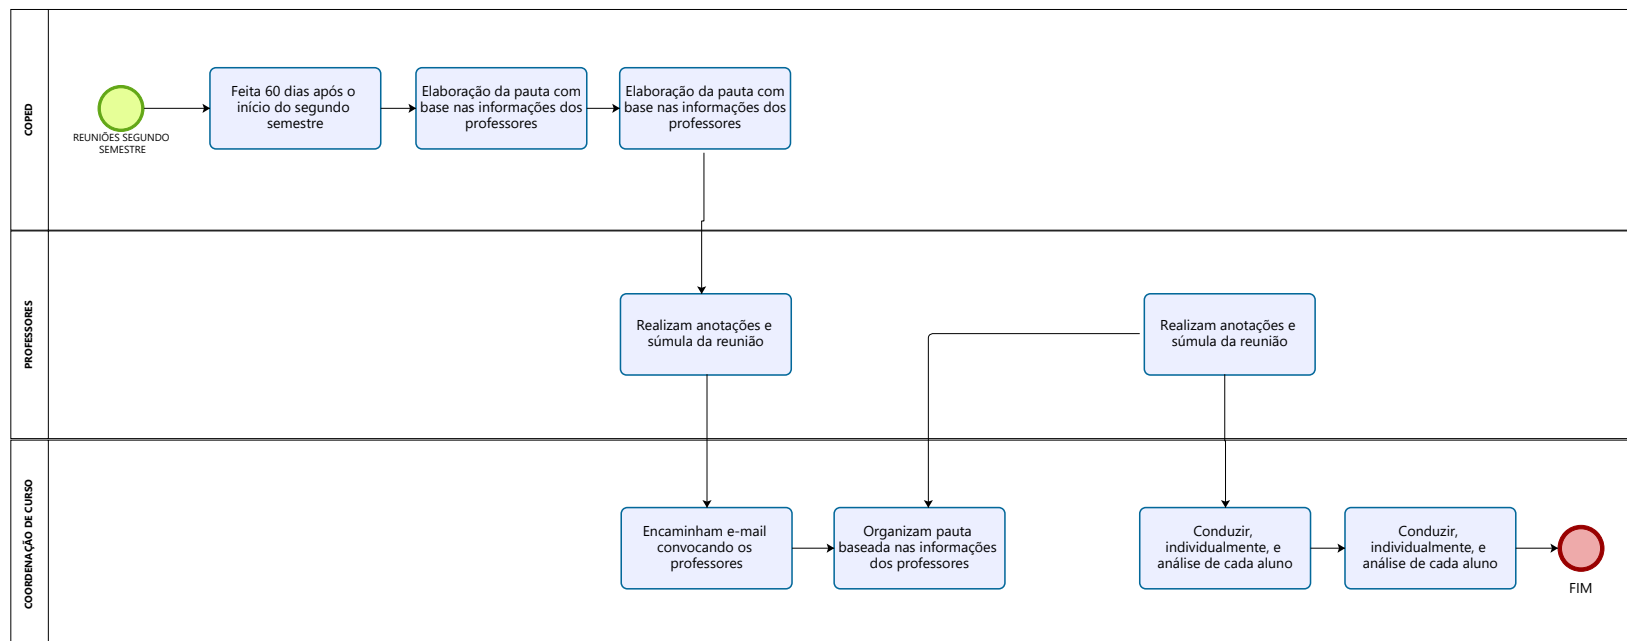 COPED
REUNIÕES SEGUNDO
SEMESTRE
Feita 60 dias após o
início do segundo
semestre
Elaboração da pauta com
base nas informações dos
professores
Elaboração da pauta com
base nas informações dos
professores
PROFESSORES
Realizam anotações e
súmula da reunião
Realizam anotações e
súmula da reunião
COORDENAÇÃO DE CURSO
Encaminham e-mail
convocando os
professores
Organizam pauta
baseada nas informações
dos professores
Conduzir,
individualmente, e
análise de cada aluno
Conduzir,
individualmente, e
análise de cada aluno
FIM